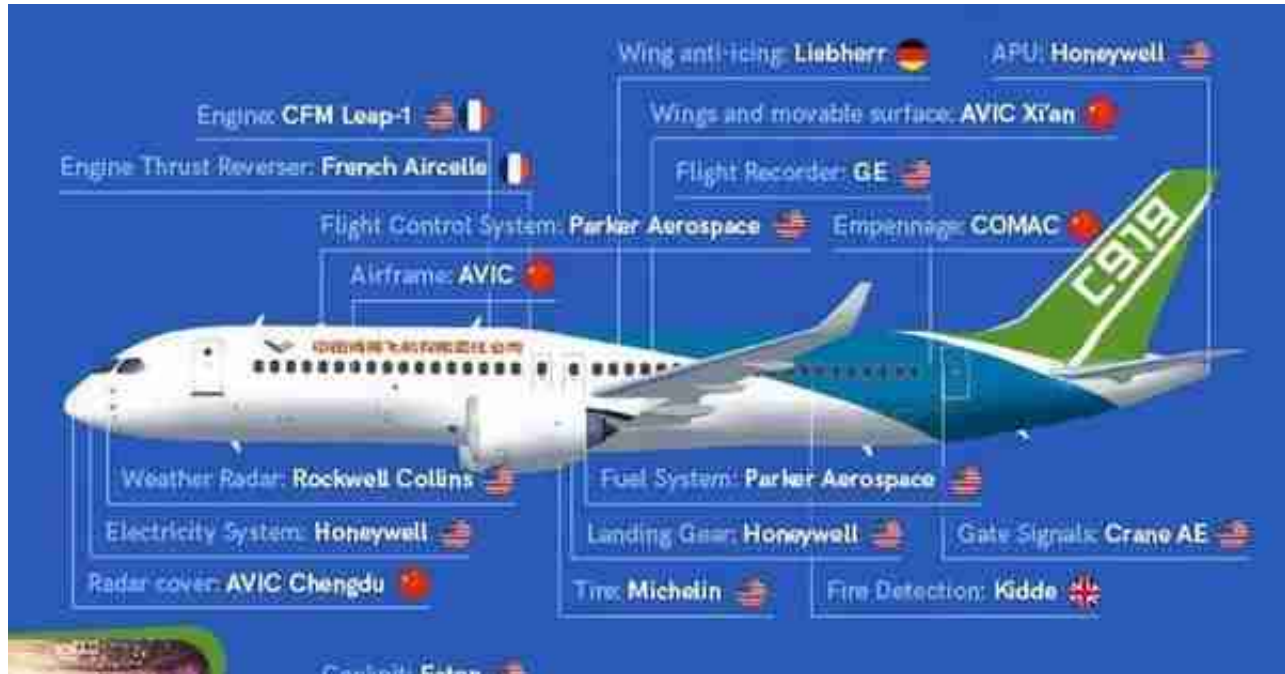 Wing anti-icing: Liebherr
APU: Honeywell
Engine: CFM Leap-1
Wings and movable surface: AVIC Xi'an
Engine Thrust Reverser: French Aircelle
Flight Recorder: GE
Flight Control System: Parker Aerospace
Empennage: COMAC
Airframe: AVIC
C919
Weather Radar: Rockwell Collins
Fuel System: Parker Aerospace
Electricity System: Honeywell
Landing Gear: Honeywell
Gate Signals: Crane AE
Radar cover: AVIC Chengdu
Tire: Michelin
Fire Detection: Kidde